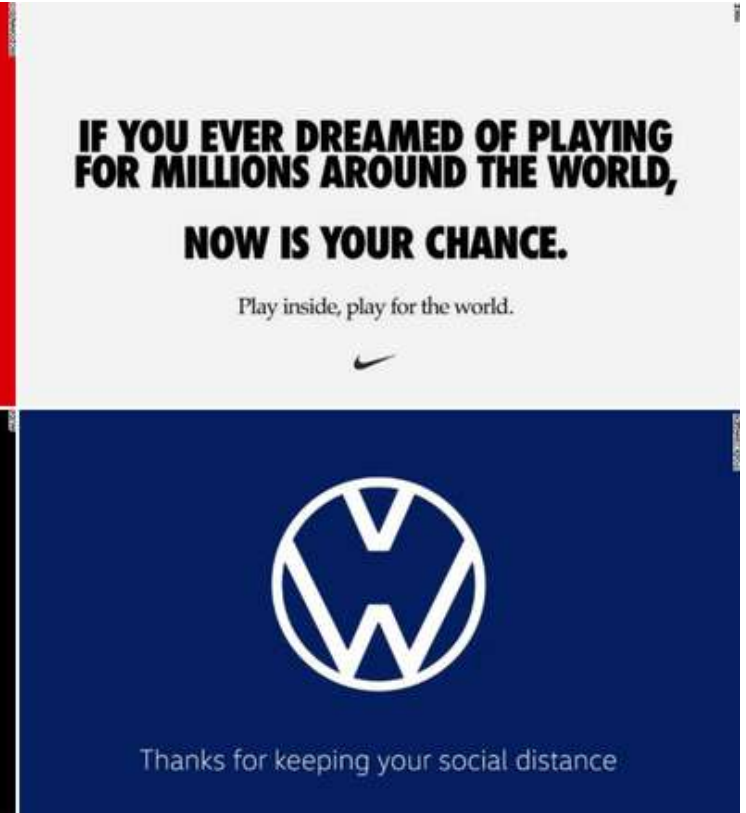 IF YOU EVER DREAMED OF PLAYING
FOR MILLIONS AROUND THE WORLD,
NOW IS YOUR CHANCE.
Play inside, play for the world.
VW
Thanks for keeping your social distance